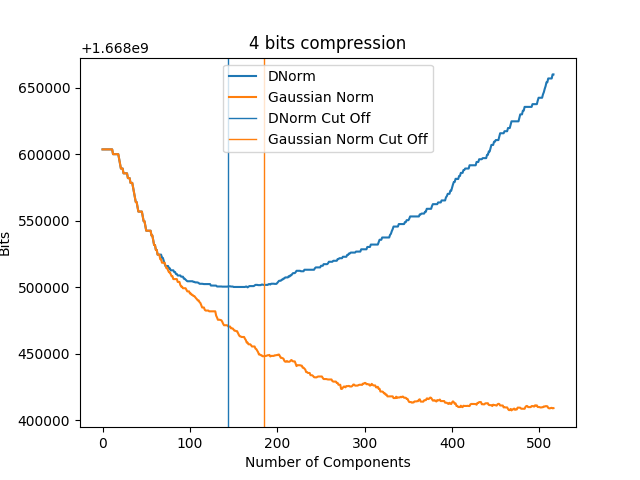 4 bits compression
+1.668e9
DNorm
Gaussian Norm
DNorm Cut Off
Gaussian Norm Cut Off
650000
600000
550000
500000
450000
400000
Bits
0 100 200 300 400 500
Number of Components